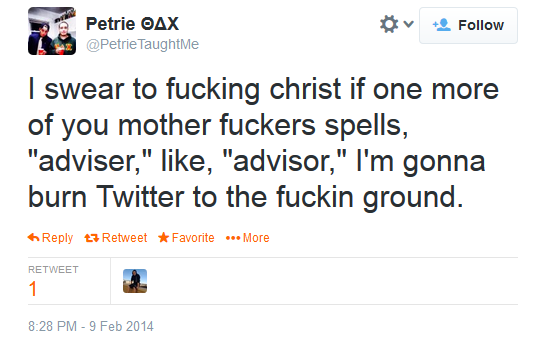 Petrie ΘΔΧ
@PetrieTaughtMe
Follow
I swear to fucking christ if one more
of you mother fuckers spells,
"adviser," like, "advisor," I'm gonna
burn Twitter to the fuckin ground.
Reply Retweet Favorite More
RETWEET
1
8:28 PM - 9 Feb 2014